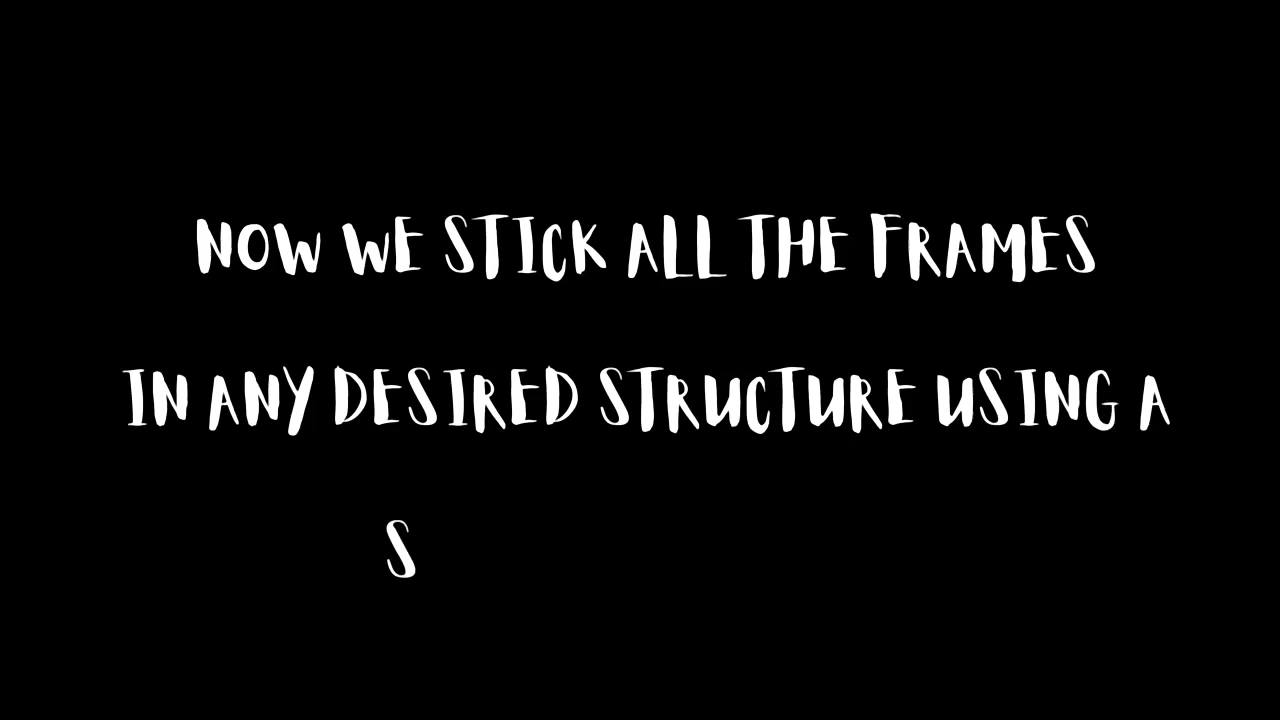 NOW WE STICK ALL THE FRAMES
IN ANY DESIRED STRUCTURE USING A
S